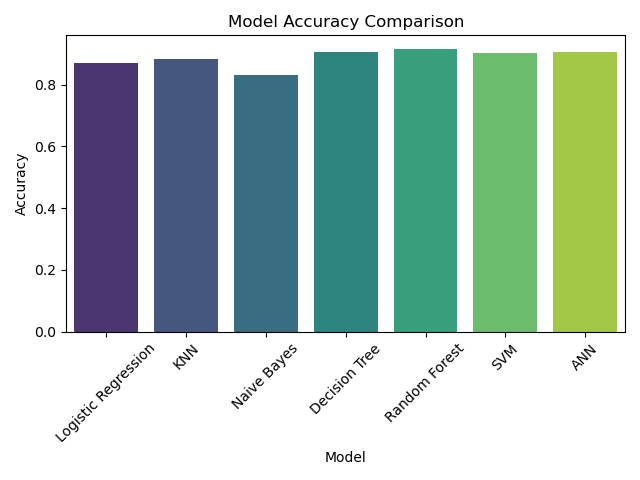 Model Accuracy Comparison
Accuracy
0.8
0.6
0.4
0.2
0.0
Logistic Regression
KNN
Naive Bayes
Decision Tree
Random Forest
SVM
ANN
Model